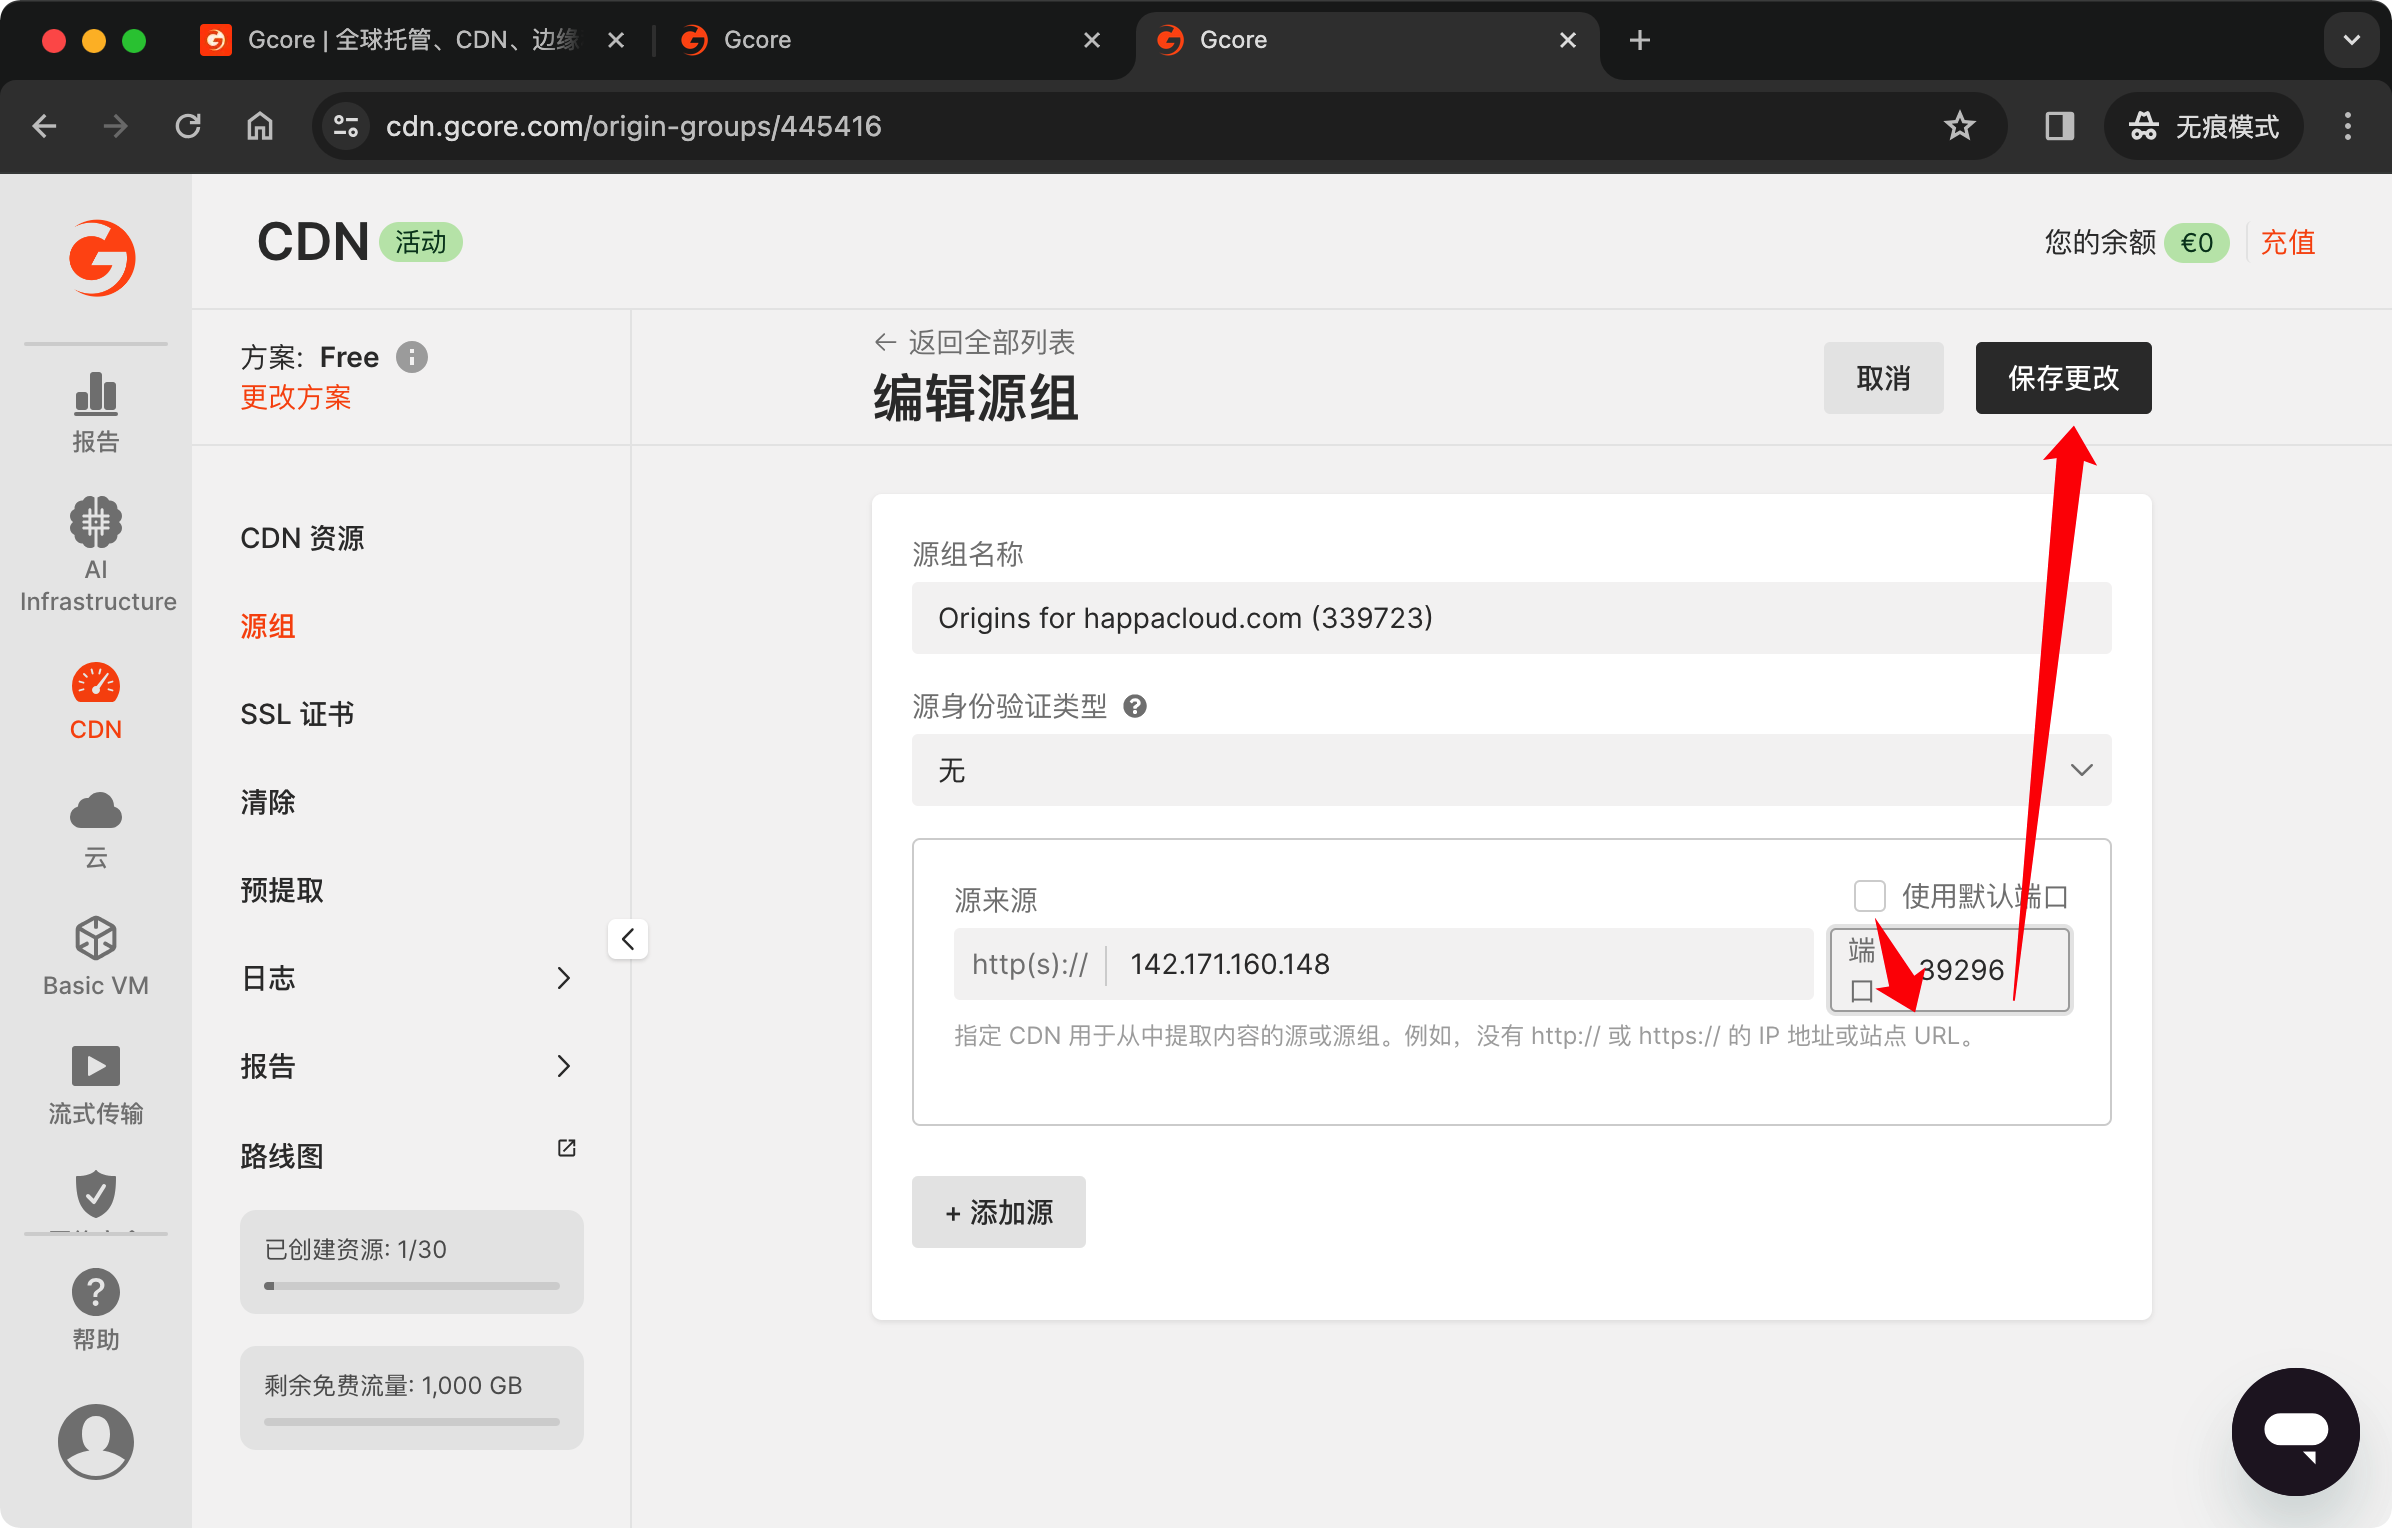 Gcore | 全球托管、CDN、边缘
Gcore
Gcore
cdn.gcore.com/origin-groups/445416
无痕模式
CDN 活动
您的余额 €0 充值
方案: Free
更改方案
返回全部列表
编辑源组
取消
保存更改
报告
AI
Infrastructure
CDN
云
Basic VM
流式传输
帮助
CDN 资源
源组
SSL 证书
清除
预提取
日志
报告
路线图
已创建资源: 1/30
剩余免费流量: 1,000 GB
源组名称
Origins for happacloud.com (339723)
源身份验证类型
无
源来源
使用默认端口
http(s):// 142.171.160.148
端口 39296
指定 CDN 用于从中提取内容的源或源组。例如，没有 http:// 或 https:// 的 IP 地址或站点 URL。
+ 添加源